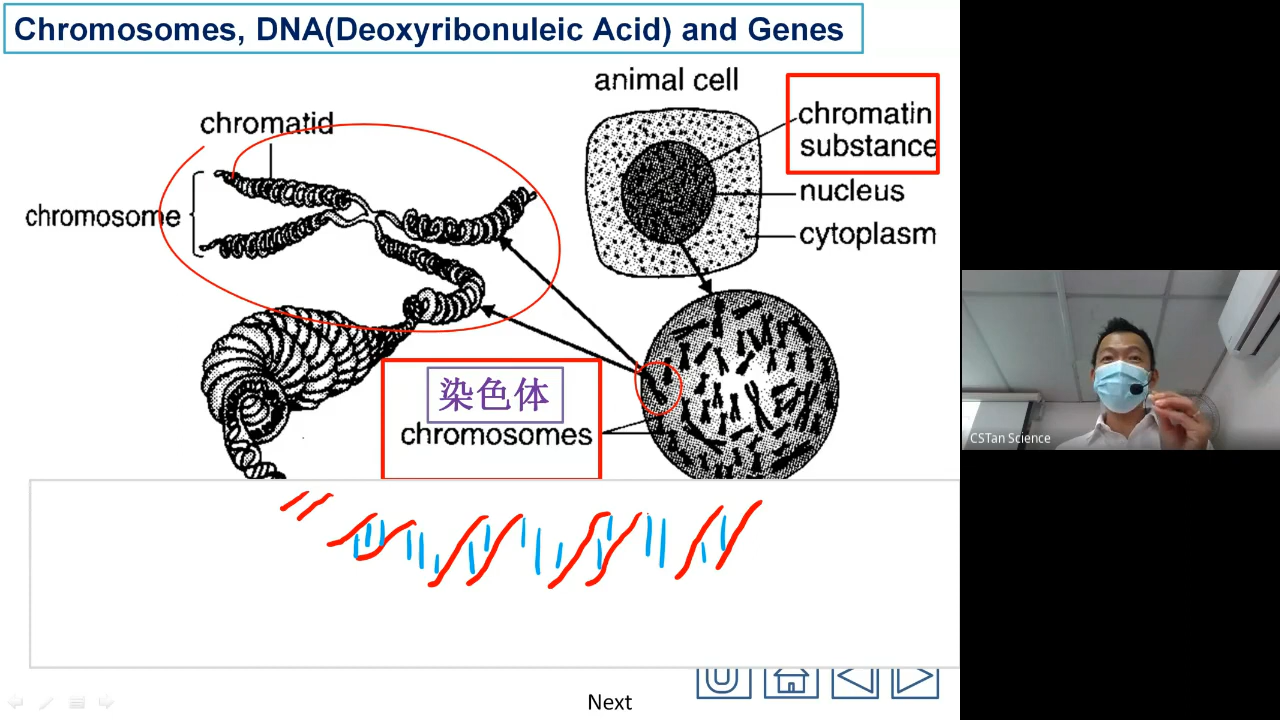 Chromosomes, DNA(Deoxyribonuleic Acid) and Genes
animal cell
chromatid
chromatin
substance
nucleus
chromosome
cytoplasm
染色体
chromosomes
CSTan Science
Next